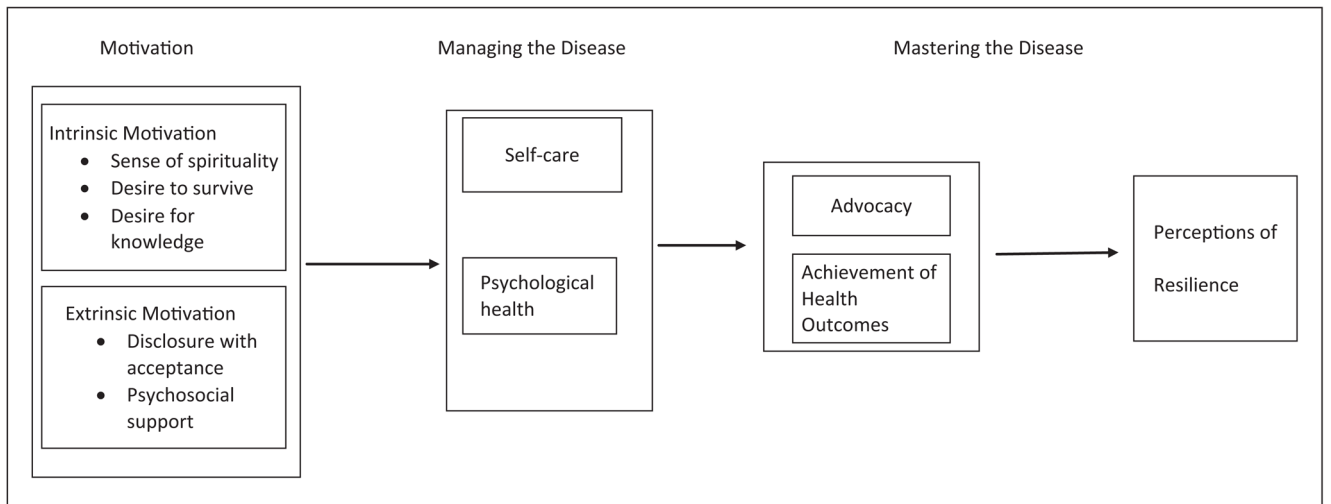 Motivation
Managing the Disease
Mastering the Disease
Intrinsic Motivation
● Sense of spirituality
● Desire to survive
● Desire for
knowledge
Extrinsic Motivation
● Disclosure with
acceptance
● Psychosocial
support
Self-care
Psychological
health
Advocacy
Achievement of
Health
Outcomes
Perceptions of
Resilience